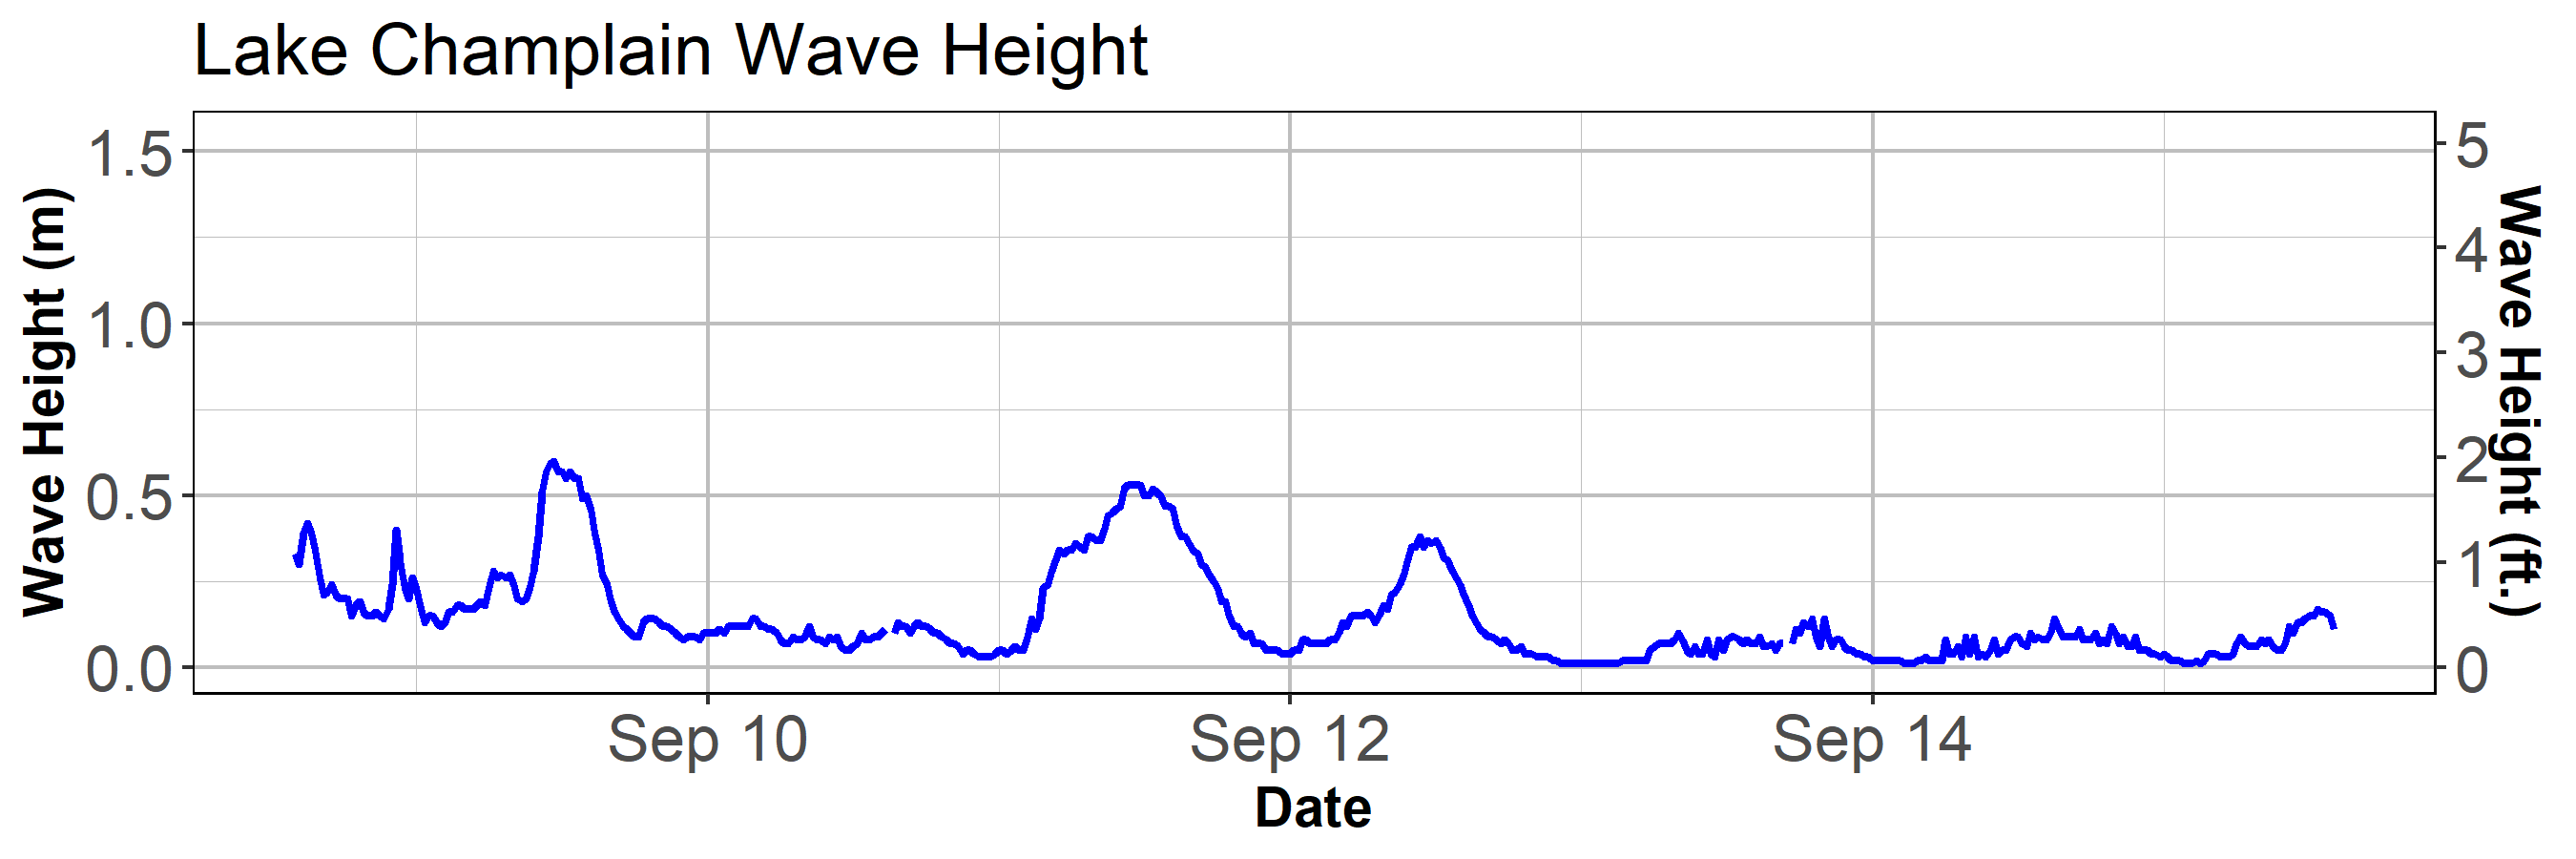 Lake Champlain Wave Height
Wave Height (m)
1.5
1.0
0.5
0.0
5
4
3
2
1
0
Wave Height (ft.)
Sep 10
Sep 12
Sep 14
Date